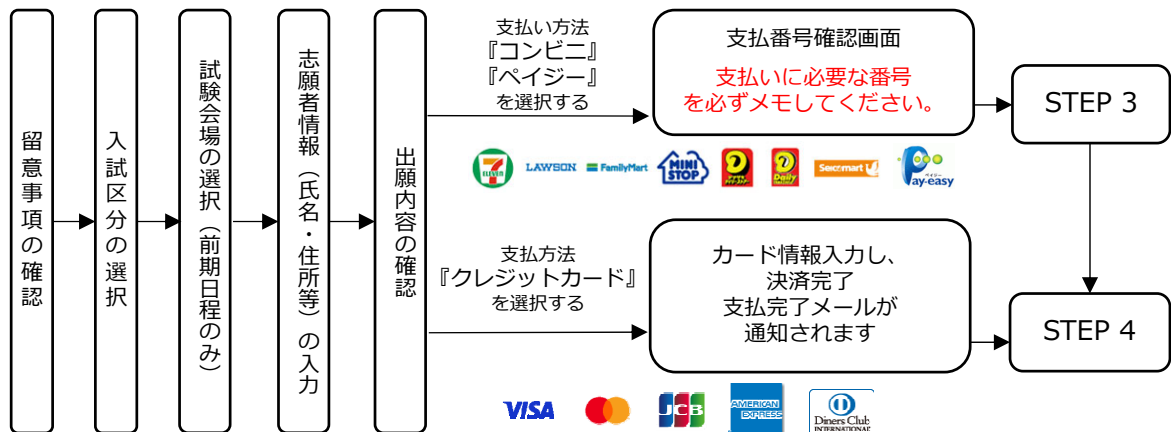 留意事項の確認
入試区分の選択
試験会場の選択（前期日程のみ）
志願者情報（氏名・住所等）の入力
出願内容の確認
支払い方法
『コンビニ』
『ペイジー』
を選択する
支払番号確認画面
支払いに必要な番号
を必ずメモしてください。
STEP 3
7
ELEVEN
LAWSON
FamilyMart
MINI
STOP
Daily
Seicomart
ペイジー
Pay-easy
支払方法
『クレジットカード』
を選択する
カード情報入力し、
決済完了
支払完了メールが
通知されます
STEP 4
VISA
JCB
AMERICAN
EXPRESS
Diners Club
INTERNATIONAL